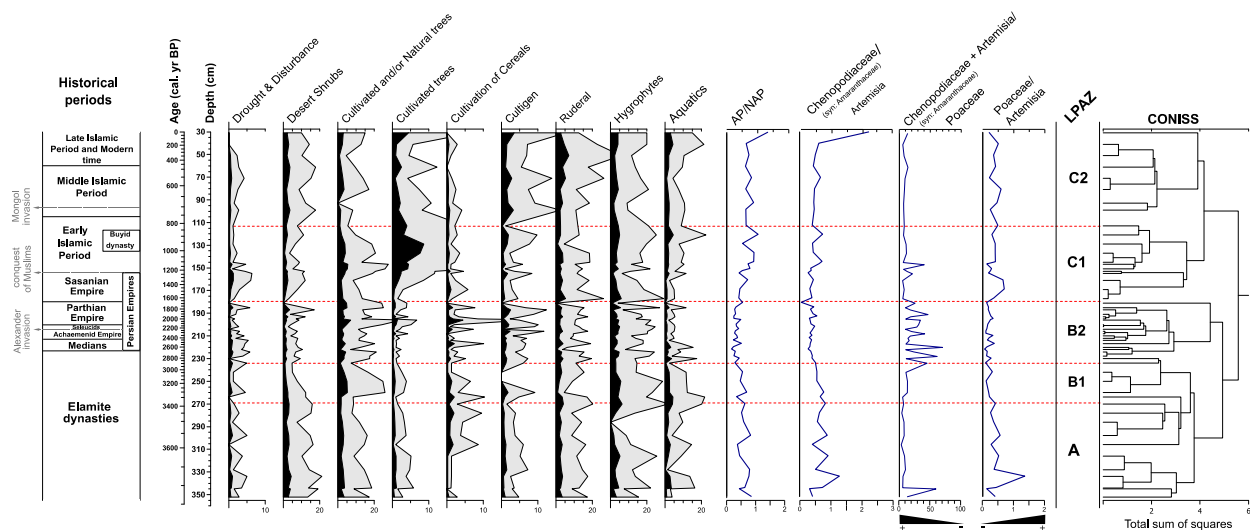 Historical
periods
Late Islamic
Period and Modern
time
Middle Islamic
Period
Early
Islamic
Period
Buyid
dynasty
Sasanian
Empire
Parthian
Empire
Seleucids
Achaemenid Empire
Medians
Persian Empires
Elamite
dynasties
Mongol
invasion
conquest
of Muslims
Alexander
invasion
Age (cal. yr BP)
0
200
400
600
800
1000
1200
1400
1600
1800
2000
2200
2400
2600
2800
3000
3200
3400
3600
Depth (cm)
30
50
70
90
110
130
150
170
190
210
230
250
270
290
310
330
350
Drought & Disturbance
Desert Shrubs
Cultivated and/or Natural trees
Cultivated trees
Cultivation of Cereals
Cultigen
Ruderal
Hygrophytes
Aquatics
AP/NAP
Chenopodiaceae/
(syn: Amaranthaceae)
Artemisia
Chenopodiaceae + Artemisia/
(syn: Amaranthaceae)
Poaceae
Poaceae/
Artemisia
LPAZ
CONISS
C2
C1
B2
B1
A
10
20
20
10
10
20
20
20
10
0 1 2
0 1 2 3
0 50 100
0 1 2
+ -
- +
0 2 4 6
Total sum of squares